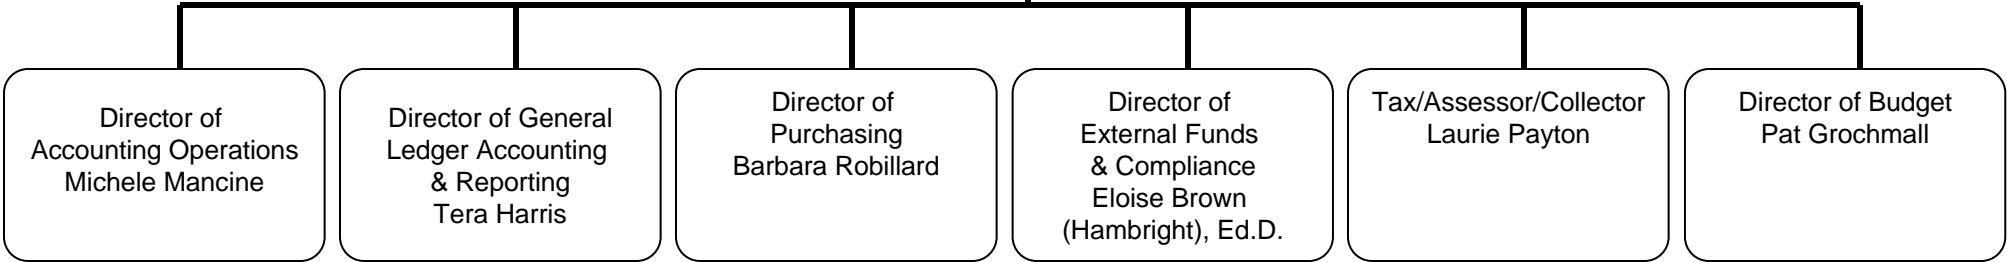 Director of
Accounting Operations
Michele Mancine
Director of General
Ledger Accounting
& Reporting
Tera Harris
Director of
Purchasing
Barbara Robillard
Director of
External Funds
& Compliance
Eloise Brown
(Hambright), Ed.D.
Tax/Assessor/Collector
Laurie Payton
Director of Budget
Pat Grochmall